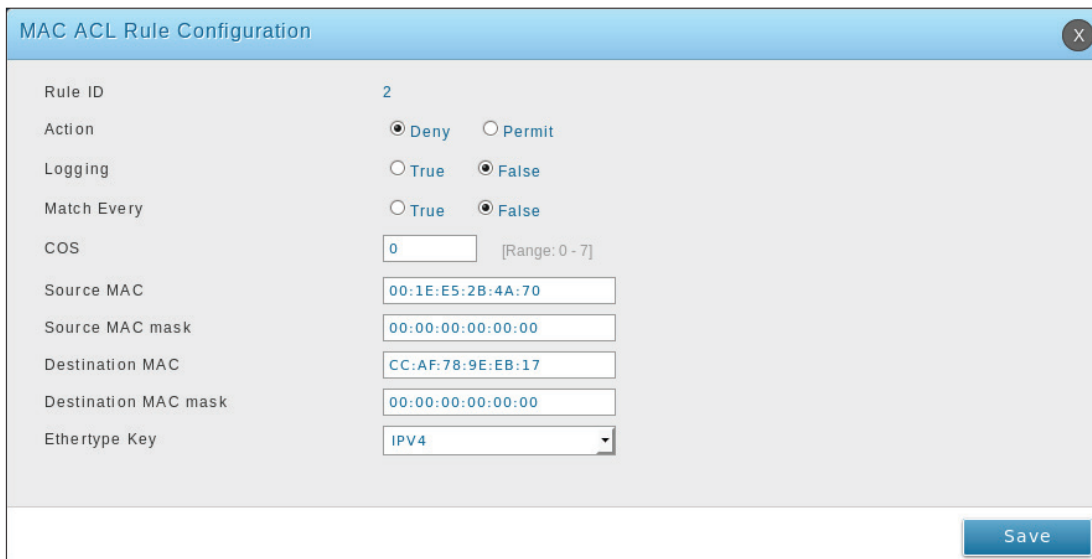 MAC ACL Rule Configuration
X
Rule ID 2
Action Deny Permit
Logging True False
Match Every True False
COS 0 [Range: 0 - 7]
Source MAC 00:1E:E5:2B:4A:70
Source MAC mask 00:00:00:00:00:00
Destination MAC CC:AF:78:9E:EB:17
Destination MAC mask 00:00:00:00:00:00
Ethertype Key IPV4
Save